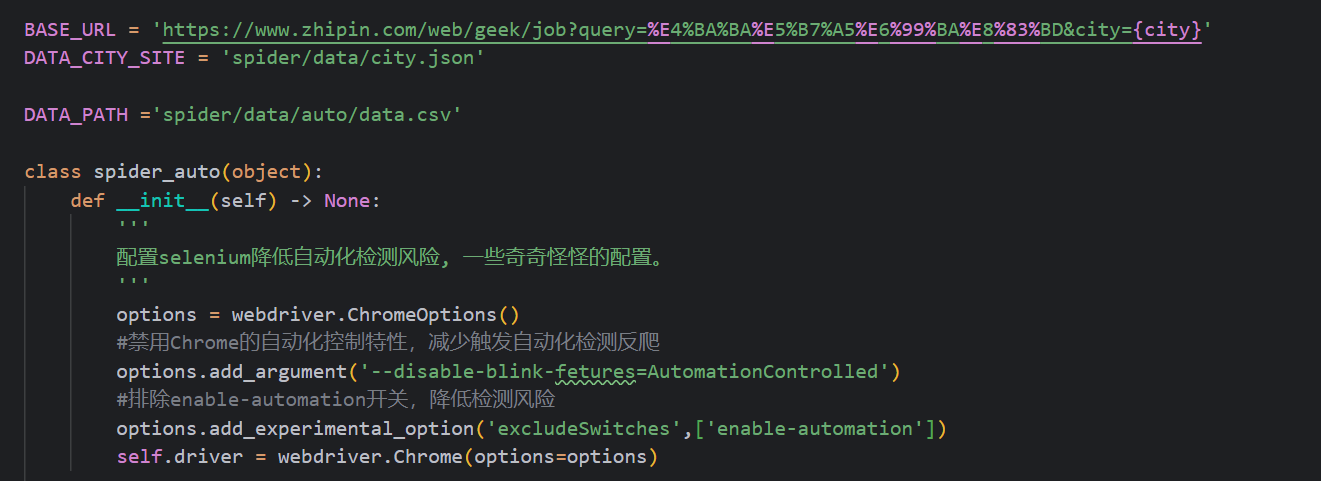 BASE_URL = 'https://www.zhipin.com/web/geek/job?query=%E4%BA%BA%E5%B7%A5%E6%99%BA%E8%83%BD&city={city}'
DATA_CITY_SITE = 'spider/data/city.json'
DATA_PATH ='spider/data/auto/data.csv'
class spider_auto(object):
def __init__(self) -> None:
'''
配置selenium降低自动化检测风险, 一些奇奇怪怪的配置。
'''
options = webdriver.ChromeOptions()
#禁用Chrome的自动化控制特性，减少触发自动化检测反爬
options.add_argument('--disable-blink-fetures=AutomationControlled')
#排除enable-automation开关，降低检测风险
options.add_experimental_option('excludeSwitches',['enable-automation'])
self.driver = webdriver.Chrome(options=options)